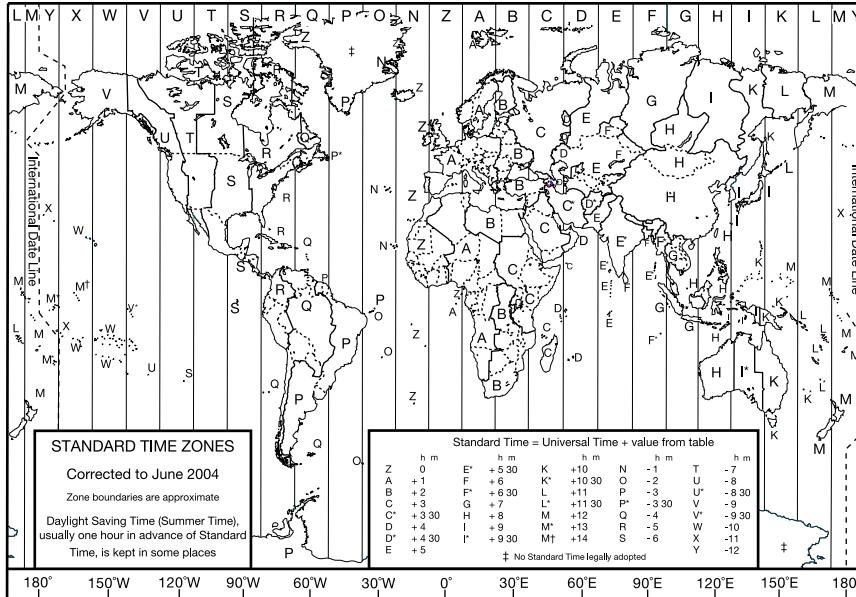 L M Y X W V U T S R Q P O N Z A B C D E F G H I K L M Y
Z ‡ A
N
M V S P Z B C E G I K L M
U T R Q Z A B C D E F H K
R P* A B D E F H L
S N Z B C D* E H I
International Date Line
X W R Z B C E* F H X
International Date Line
R Q N Z A C D E F G H K M
M M† S P C E* F H
M* V* S R Q P Z C E G H I K M
L X W P O A B D E G H I K L M
M W W Q P O Z A B C D F* H I* L M
M V U S Q P O Z B H I* K L M
M P Q Z K M
STANDARD TIME ZONES
Corrected to June 2004
Zone boundaries are approximate
Daylight Saving Time (Summer Time),
usually one hour in advance of Standard
Time, is kept in some places
Q
O
P
Standard Time = Universal Time + value from table
h m h m h m h m h m
Z 0 E* + 5 30 K +10 N - 1 T - 7
A + 1 F + 6 K* +10 30 O - 2 U - 8
B + 2 F* + 6 30 L +11 P - 3 U* - 8 30
C + 3 G + 7 L* +11 30 P* - 3 30 V - 9
C* + 3 30 H + 8 M +12 Q - 4 V* - 9 30
D + 4 I + 9 M* +13 R - 5 W -10
D* + 4 30 I* + 9 30 M† +14 S - 6 X -11
E + 5 Y -12
‡ No Standard Time legally adopted
‡
180° 150°W 120°W 90°W 60°W 30°W 0° 30°E 60°E 90°E 120°E 150°E 180°